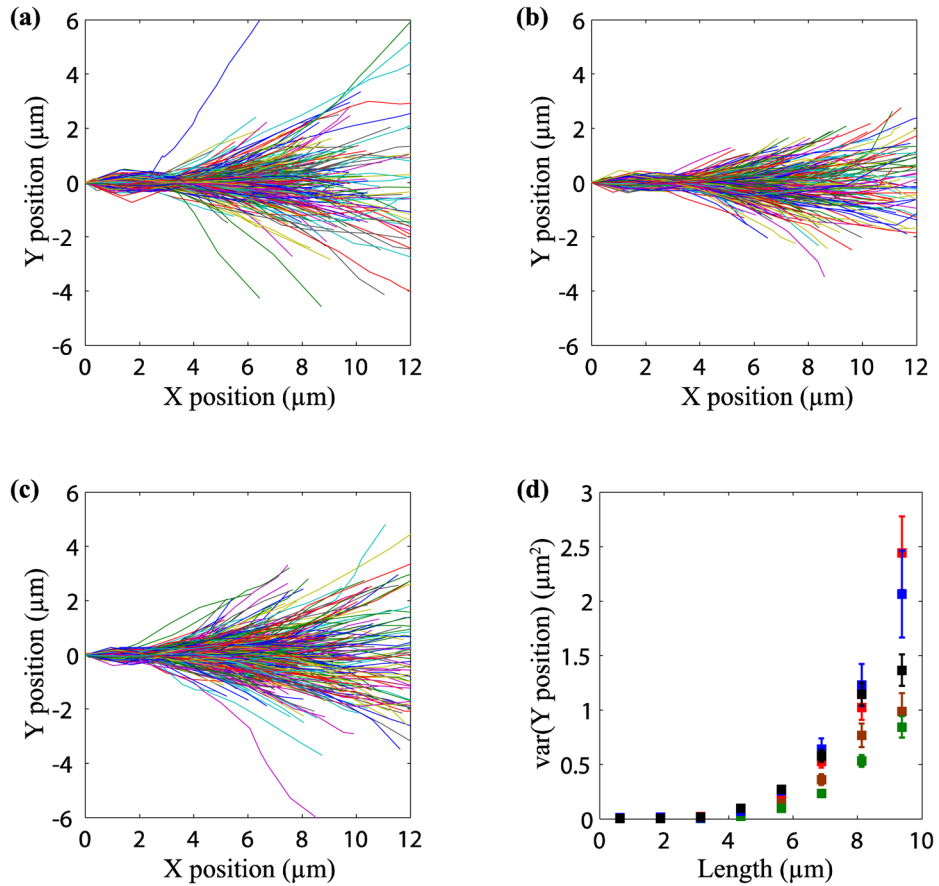 (a)
6
4
2
0
-2
-4
-6
Y position (µm)
0 2 4 6 8 10 12
X position (µm)
(b)
6
4
2
0
-2
-4
-6
Y position (µm)
0 2 4 6 8 10 12
X position (µm)
(c)
6
4
2
0
-2
-4
-6
Y position (µm)
0 2 4 6 8 10 12
X position (µm)
(d)
3
2.5
2
1.5
1
0.5
0
var(Y position) (µm²)
0 2 4 6 8 10
Length (µm)